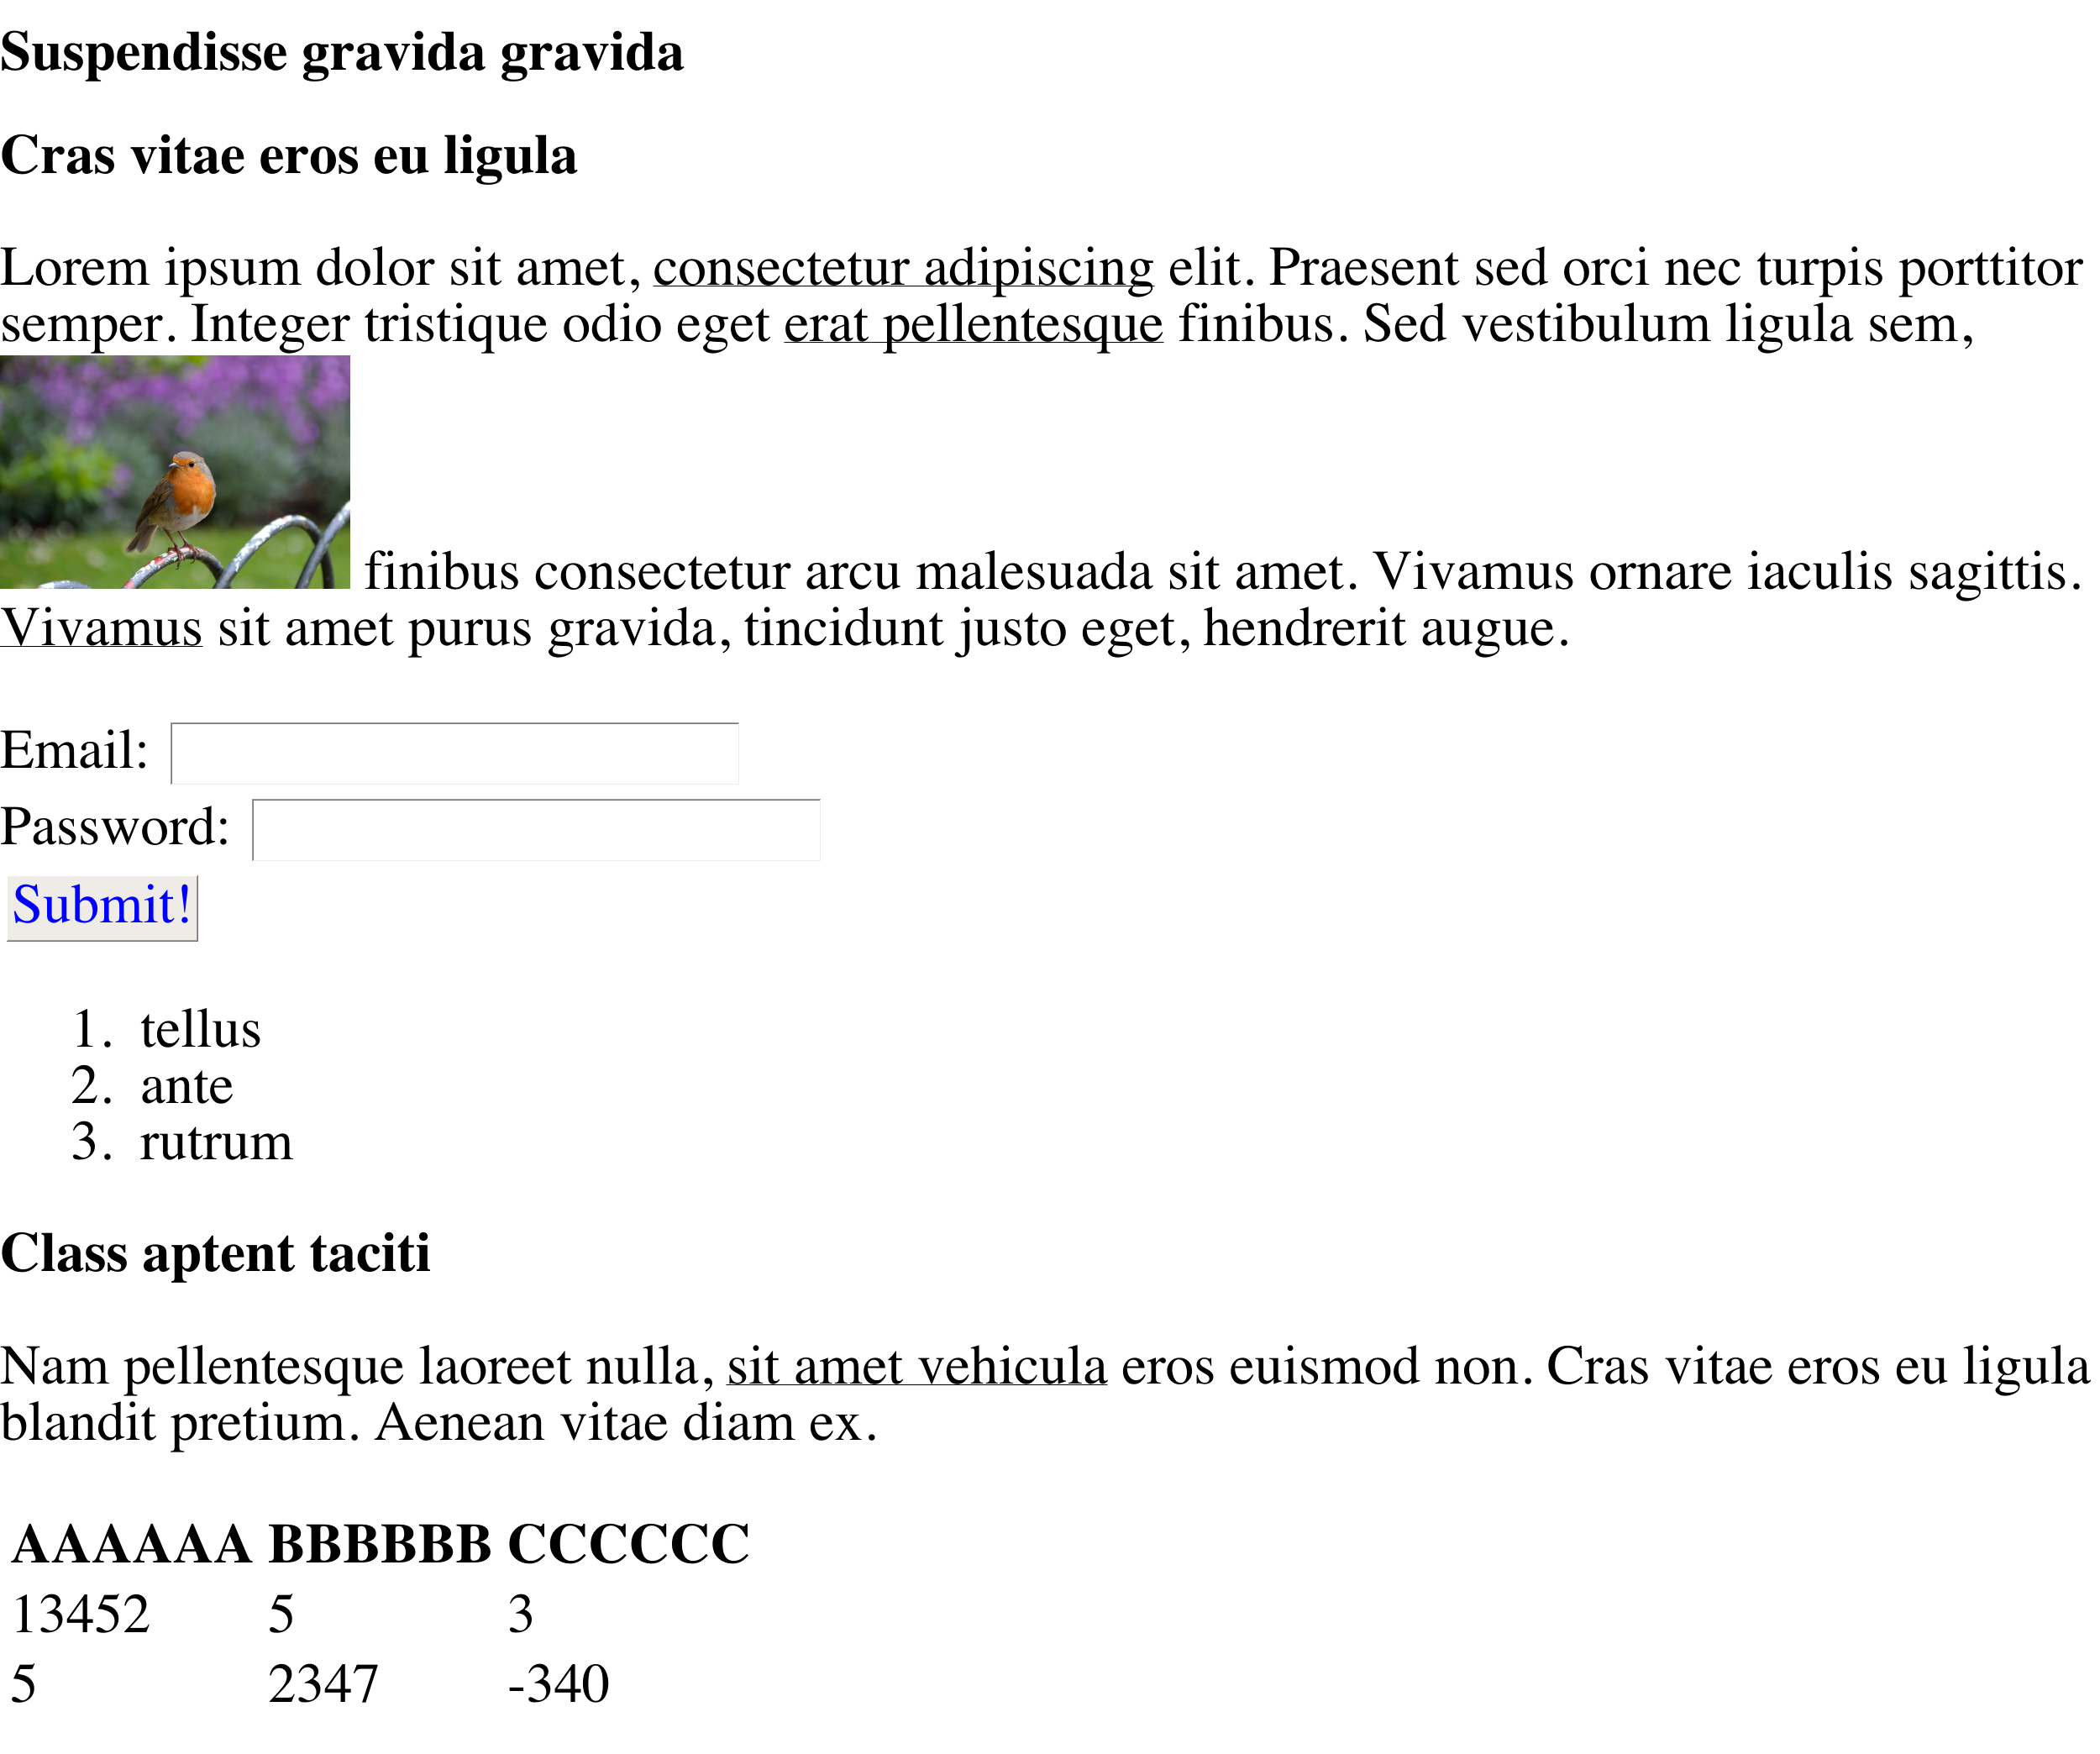 Suspendisse gravida gravida
Cras vitae eros eu ligula
Lorem ipsum dolor sit amet, consectetur adipiscing elit. Praesent sed orci nec turpis porttitor
semper. Integer tristique odio eget erat pellentesque finibus. Sed vestibulum ligula sem,
finibus consectetur arcu malesuada sit amet. Vivamus ornare iaculis sagittis.
Vivamus sit amet purus gravida, tincidunt justo eget, hendrerit augue.
Email:
Password:
Submit!
1. tellus
2. ante
3. rutrum
Class aptent taciti
Nam pellentesque laoreet nulla, sit amet vehicula eros euismod non. Cras vitae eros eu ligula
blandit pretium. Aenean vitae diam ex.
AAAAAA BBBBBB CCCCCC
13452 5 3
5 2347 -340